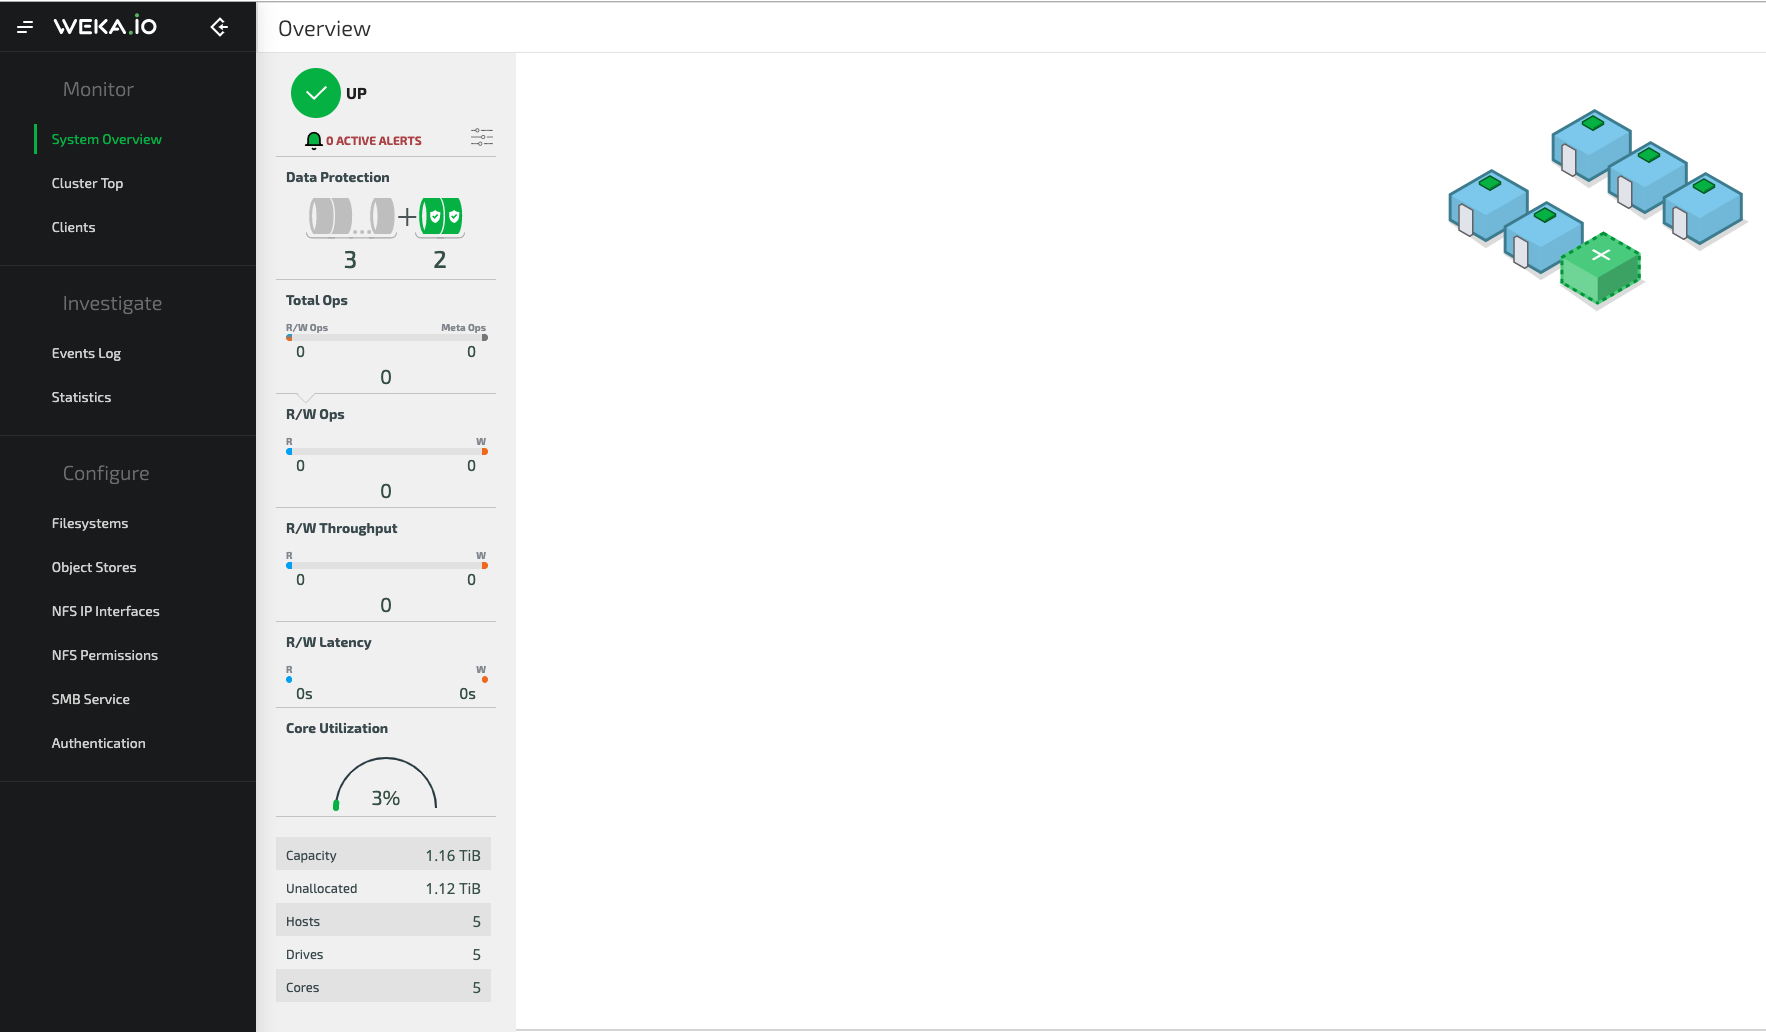 WEKA.iO
Overview
Monitor
System Overview
Cluster Top
Clients
Investigate
Events Log
Statistics
Configure
Filesystems
Object Stores
NFS IP Interfaces
NFS Permissions
SMB Service
Authentication
UP
0 ACTIVE ALERTS
Data Protection
...
+
3 2
Total Ops
R/W Ops Meta Ops
0 0
0
R/W Ops
R W
0 0
0
R/W Throughput
R W
0 0
0
R/W Latency
R W
0s 0s
Core Utilization
3%
Capacity 1.16 TiB
Unallocated 1.12 TiB
Hosts 5
Drives 5
Cores 5